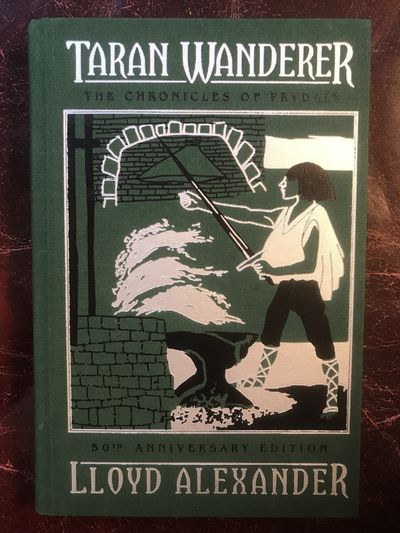 TARAN WANDERER
THE CHRONICLES OF PRYDAIN
50TH ANNIVERSARY EDITION
LLOYD ALEXANDER